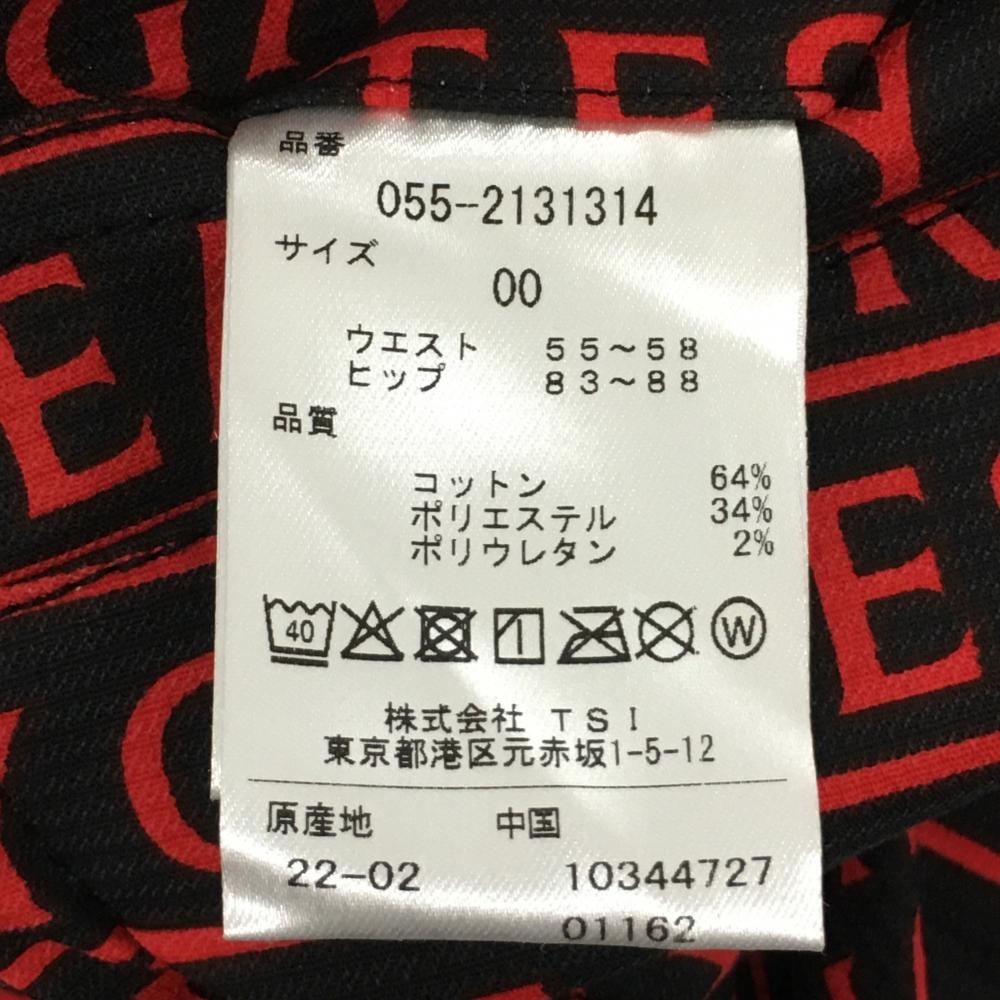 品番
055-2131314
サイズ
00
ウエスト 55～58
ヒップ 83～88
品質
コットン 64%
ポリエステル 34%
ポリウレタン 2%
40 W
株式会社 TSI
東京都港区元赤坂1-5-12
原産地 中国
22-02 10344727
01162